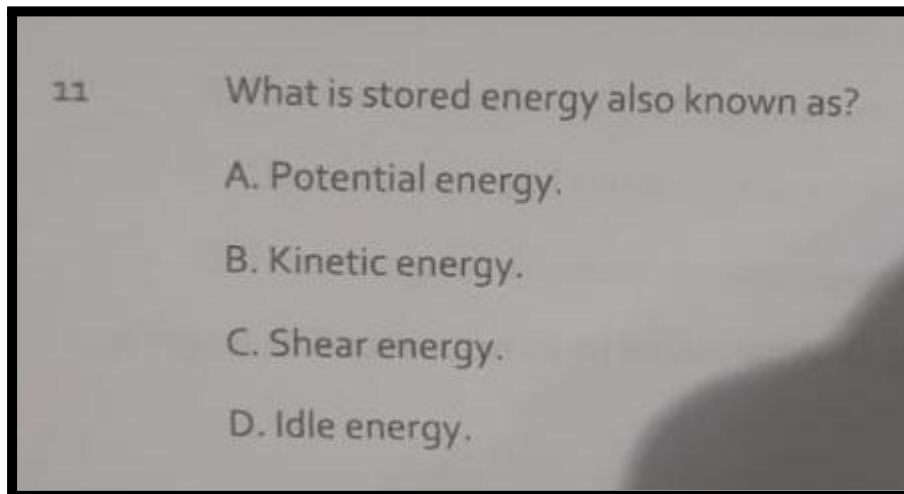 11 What is stored energy also known as?
A. Potential energy.
B. Kinetic energy.
C. Shear energy.
D. Idle energy.